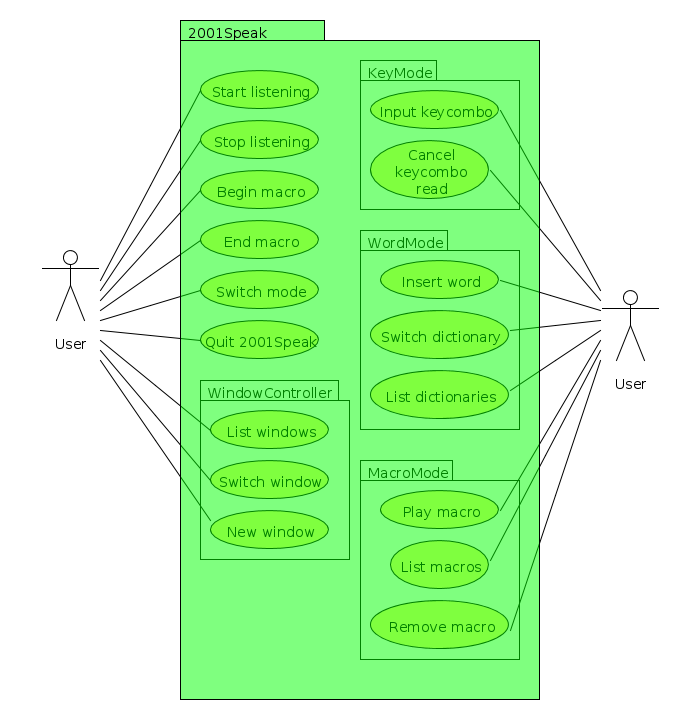 2001Speak
Start listening
Stop listening
Begin macro
End macro
Switch mode
Quit 2001Speak
WindowController
List windows
Switch window
New window
KeyMode
Input keycombo
Cancel
keycombo
read
WordMode
Insert word
Switch dictionary
List dictionaries
MacroMode
Play macro
List macros
Remove macro
User
User